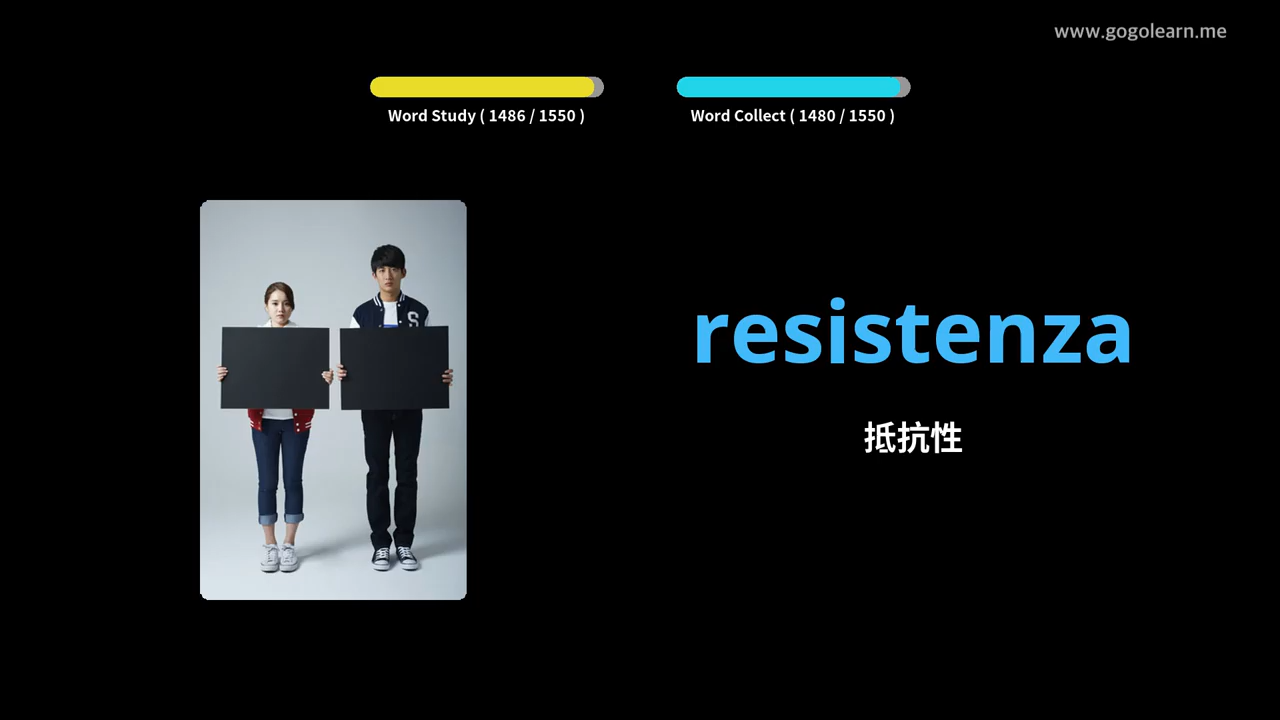 www.gogolearn.me
Word Study ( 1486 / 1550 )
Word Collect ( 1480 / 1550 )
S
resistenza
抵抗性